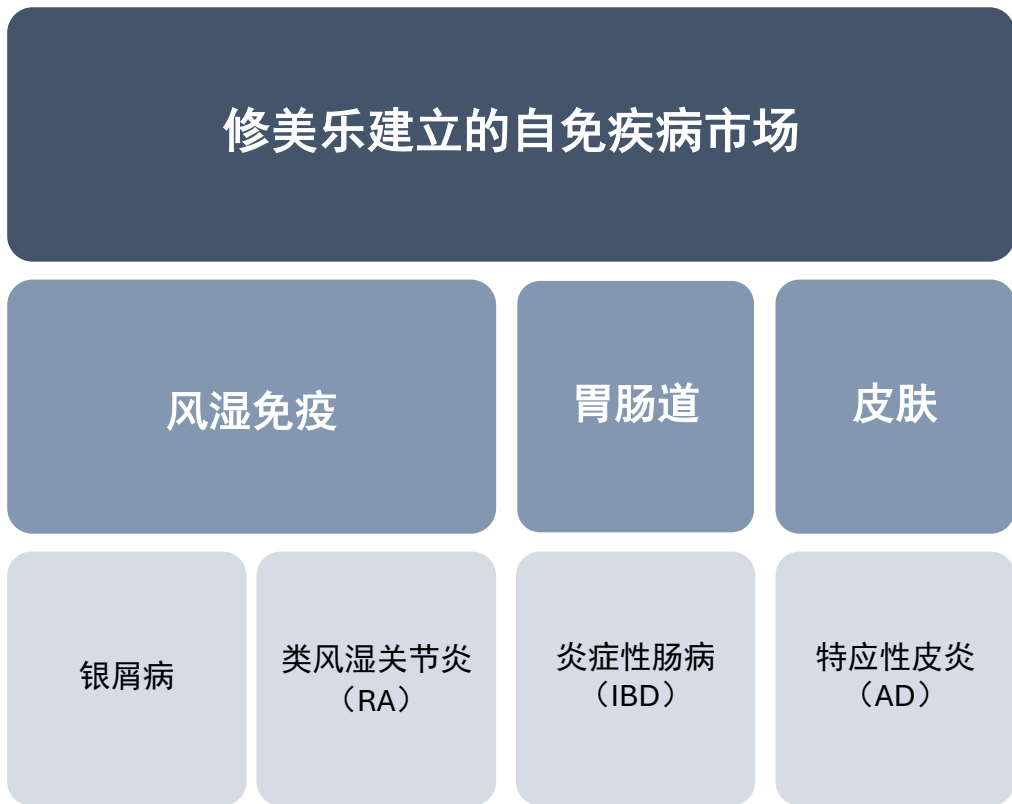 修美乐建立的自免疾病市场
风湿免疫
胃肠道
皮肤
银屑病
类风湿关节炎
（RA）
炎症性肠病
（IBD）
特应性皮炎
（AD）